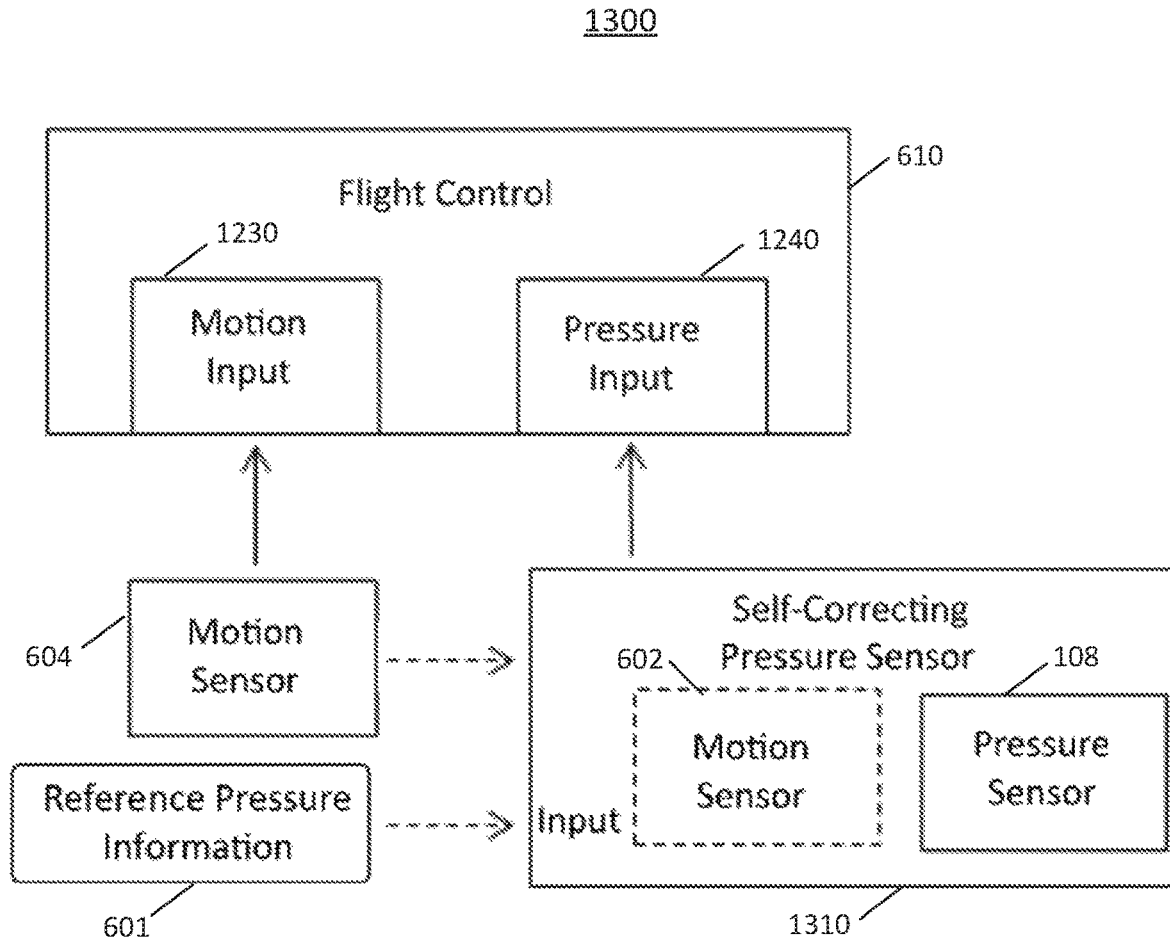 1300
610
Flight Control
1230
1240
Motion
Input
Pressure
Input
604
Motion
Sensor
Self-Correcting
Pressure Sensor
602
108
Motion
Sensor
Pressure
Sensor
Reference Pressure
Information
Input
601
1310